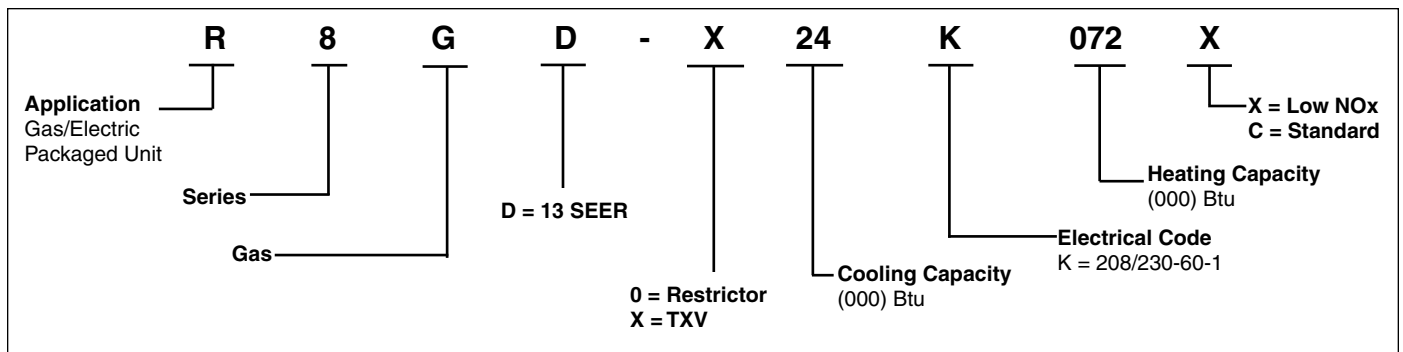 R 8 G D - X 24 K 072 X
Application
Gas/Electric
Packaged Unit
Series
Gas
D = 13 SEER
0 = Restrictor
X = TXV
Cooling Capacity
(000) Btu
Electrical Code
K = 208/230-60-1
Heating Capacity
(000) Btu
X = Low NOx
C = Standard